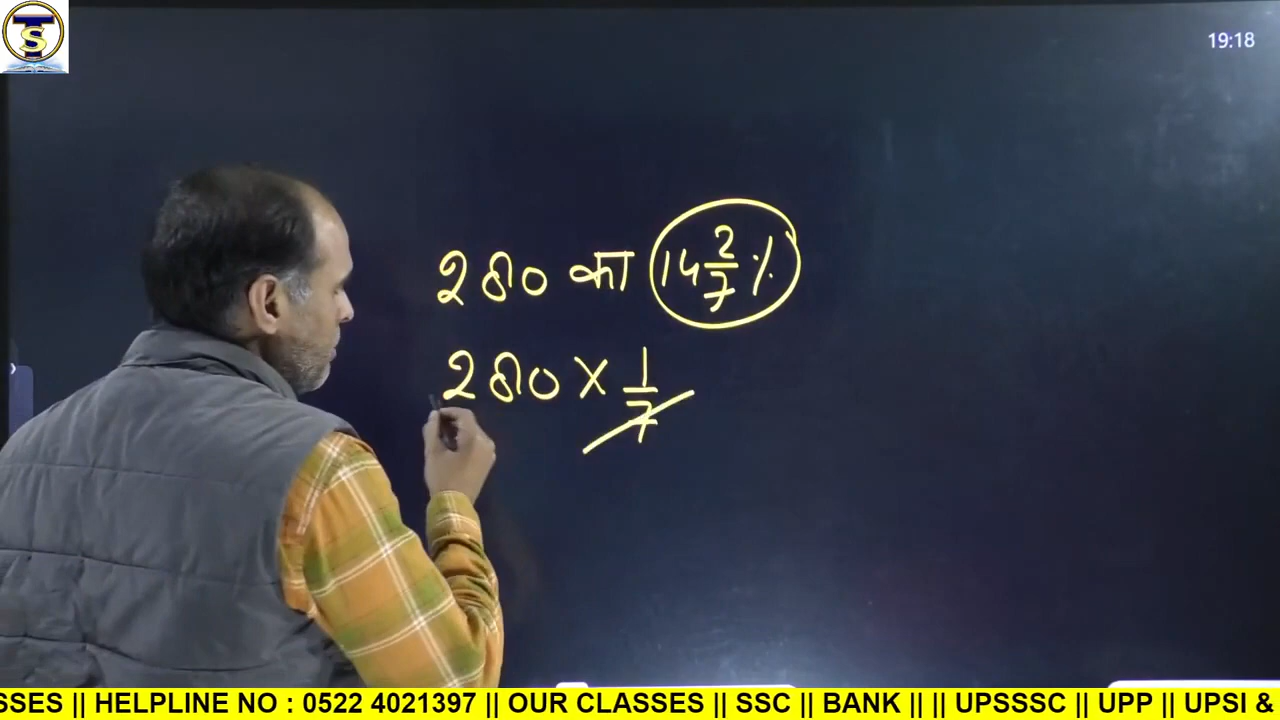 TS
19:18
280 का 14 2/7 %
280 × 1/7
SSES || HELPLINE NO : 0522 4021397 || OUR CLASSES || SSC || BANK || || UPSSSC || UPP || UPSI &